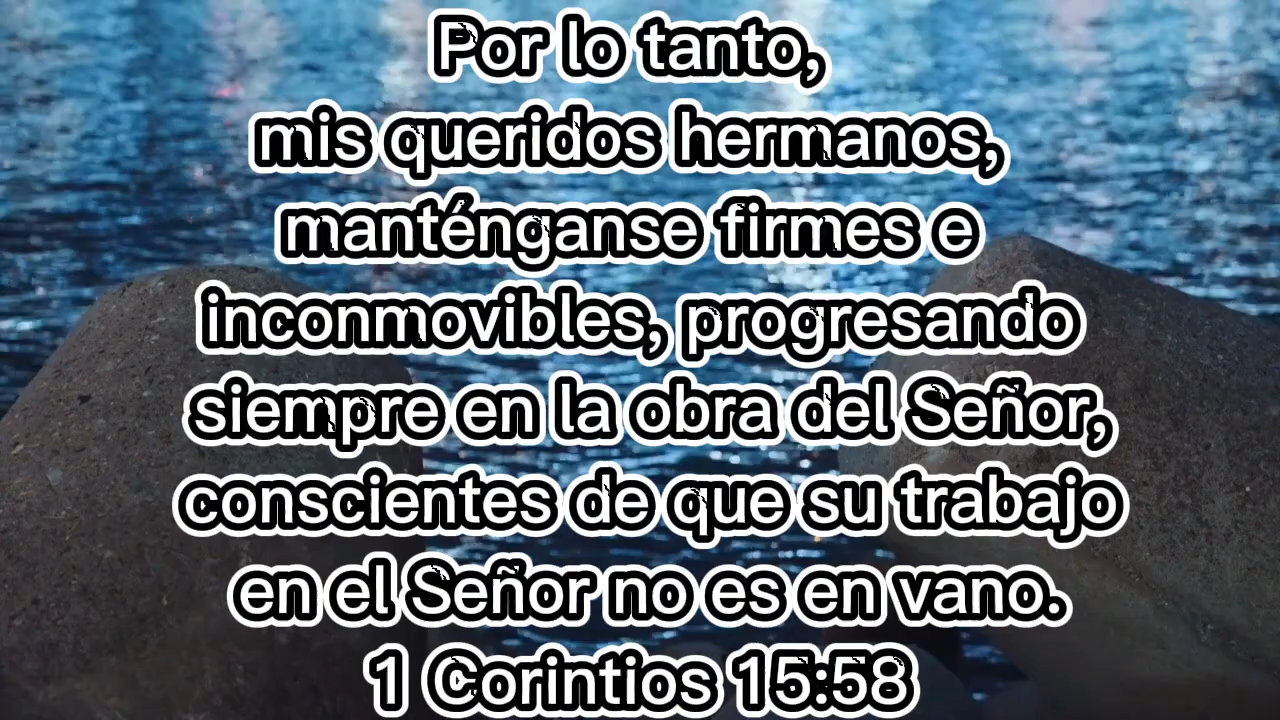 Por lo tanto,
mis queridos hermanos,
manténganse firmes e
inconmovibles, progresando
siempre en la obra del Señor,
conscientes de que su trabajo
en el Señor no es en vano.
1 Corintios 15:58